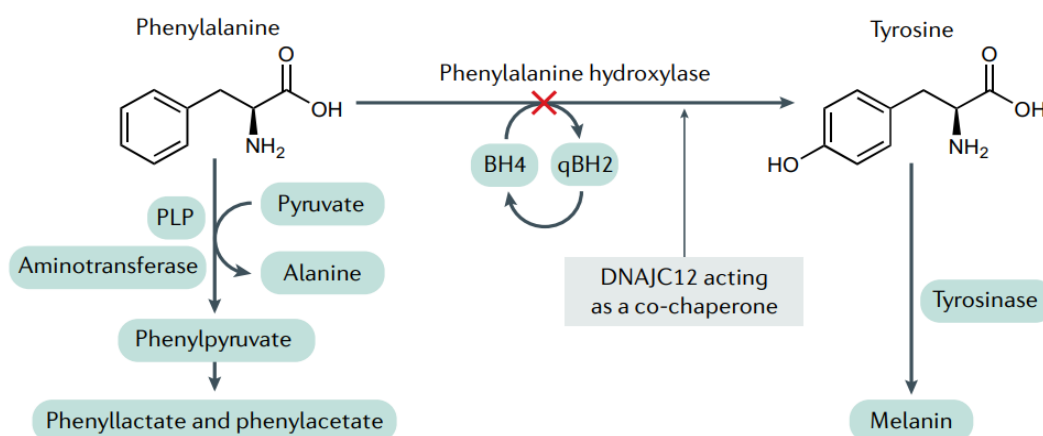 Phenylalanine
Tyrosine
O
OH
NH2
Phenylalanine hydroxylase
O
OH
NH2
HO
BH4
qBH2
PLP
Pyruvate
Aminotransferase
Alanine
DNAJC12 acting
as a co-chaperone
Tyrosinase
Phenylpyruvate
Phenyllactate and phenylacetate
Melanin